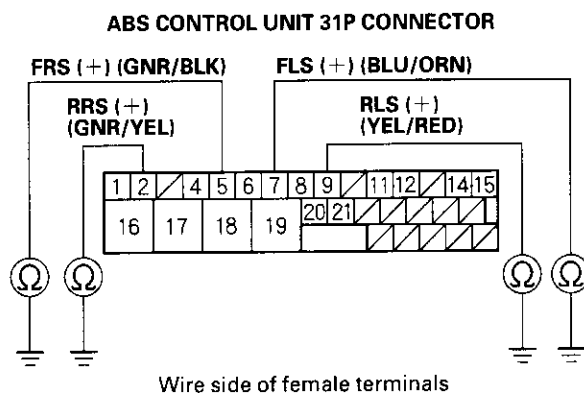 ABS CONTROL UNIT 31P CONNECTOR
FRS (+) (GNR/BLK)
FLS (+) (BLU/ORN)
RRS (+)
(GNR/YEL)
RLS (+)
(YEL/RED)
1 2 4 5 6 7 8 9 11 12 14 15
16 17 18 19 20 21
Ω Ω Ω Ω
Wire side of female terminals